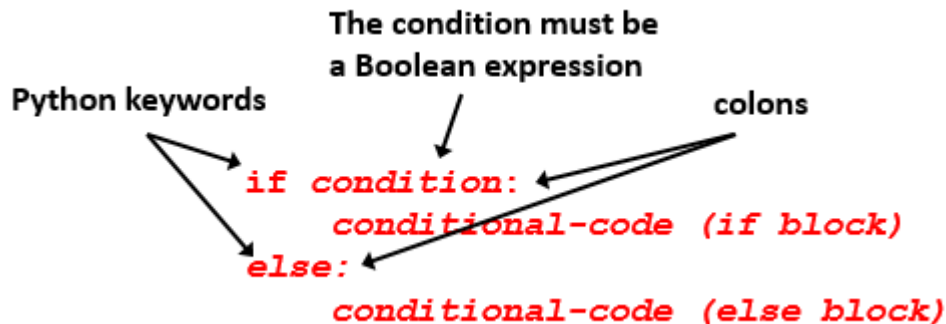 The condition must be
a Boolean expression
Python keywords
colons
if condition:
conditional-code (if block)
else:
conditional-code (else block)